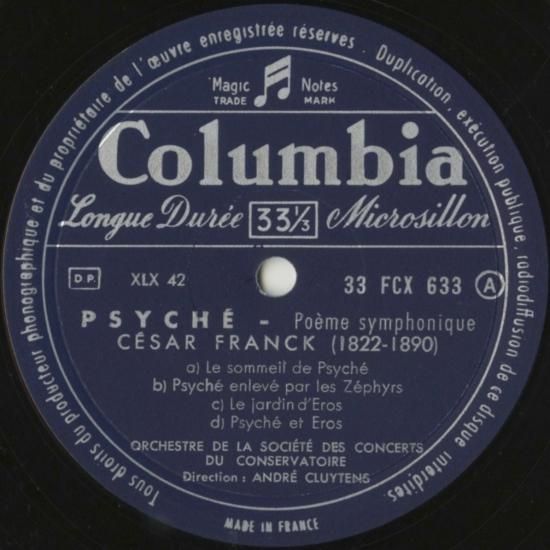 Tous droits du producteur phonographique et du propriétaire de l'œuvre enregistrée réservés. Duplication, exécution publique, radiodiffusion de ce disque interdites
Magic Notes
TRADE MARK
Columbia
Longue Durée 33⅓ Microsillon
D.P. XLX 42 33 FCX 633 A
PSYCHÉ - Poème symphonique
CÉSAR FRANCK (1822-1890)
a) Le sommeil de Psyché
b) Psyché enlevé par les Zéphyrs
c) Le jardin d'Eros
d) Psyché et Eros
ORCHESTRE DE LA SOCIÉTÉ DES CONCERTS
DU CONSERVATOIRE
Direction : ANDRÉ CLUYTENS
MADE IN FRANCE